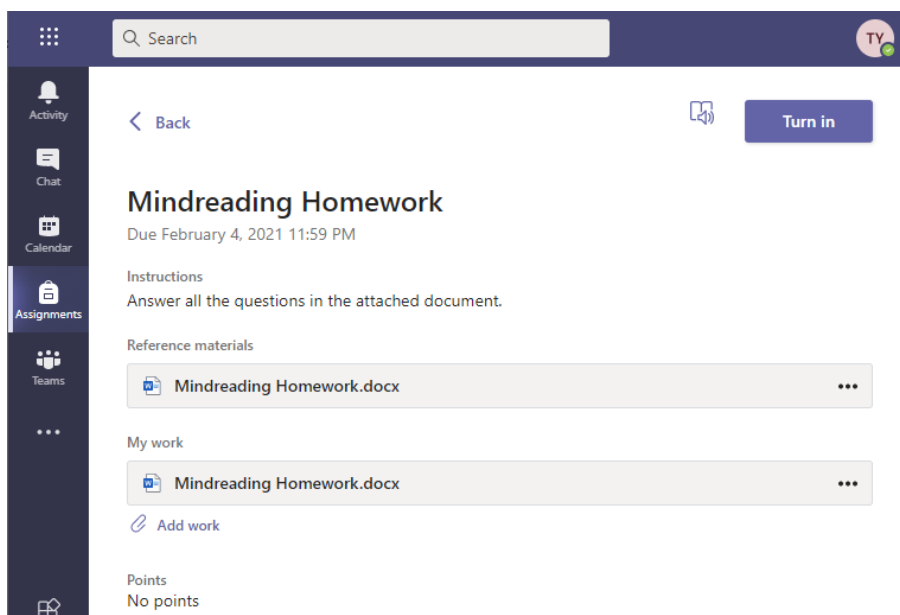 Search
TY
Activity
Chat
Calendar
Assignments
Teams
Back
Turn in
Mindreading Homework
Due February 4, 2021 11:59 PM
Instructions
Answer all the questions in the attached document.
Reference materials
Mindreading Homework.docx
My work
Mindreading Homework.docx
Add work
Points
No points